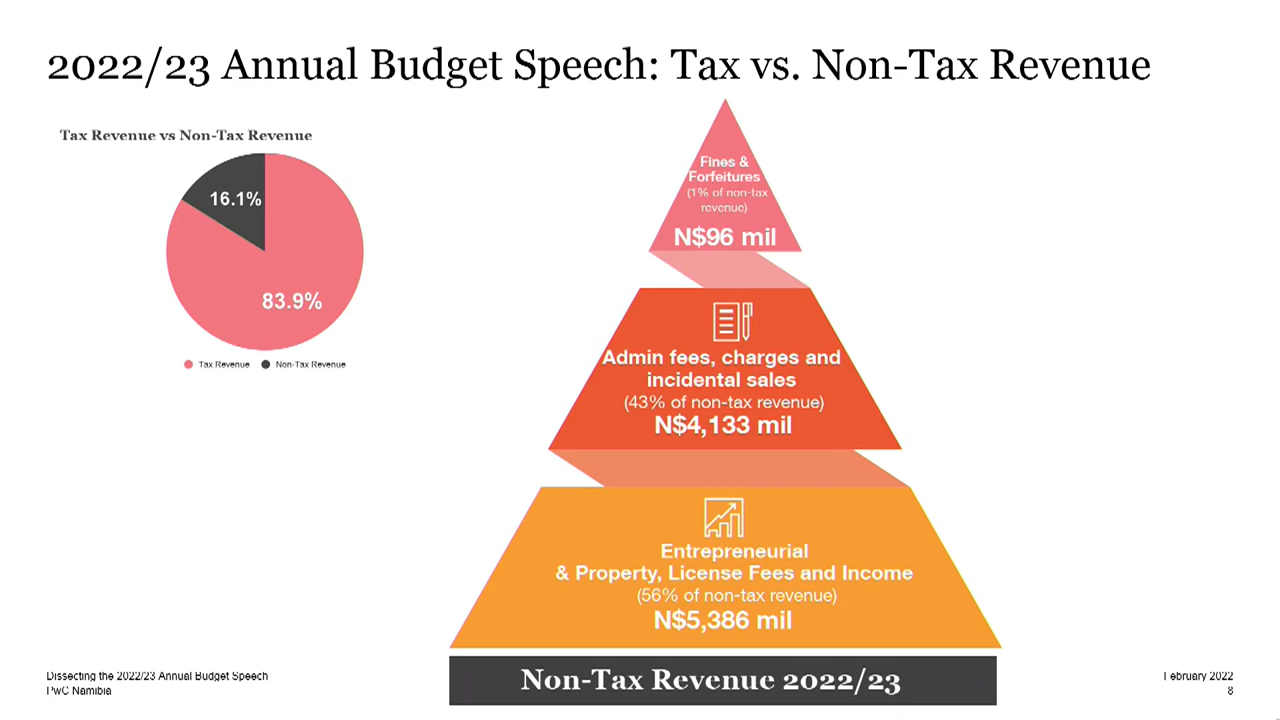 2022/23 Annual Budget Speech: Tax vs. Non-Tax Revenue
Tax Revenue vs Non-Tax Revenue
16.1%
83.9%
Tax Revenue
Non-Tax Revenue
Fines &
Forfeitures
(1% of non-tax
revenue)
N$96 mil
Admin fees, charges and
incidental sales
(43% of non-tax revenue)
N$4,133 mil
Entrepreneurial
& Property, License Fees and Income
(56% of non-tax revenue)
N$5,386 mil
Non-Tax Revenue 2022/23
Dissecting the 2022/23 Annual Budget Speech
PwC Namibia
February 2022
8